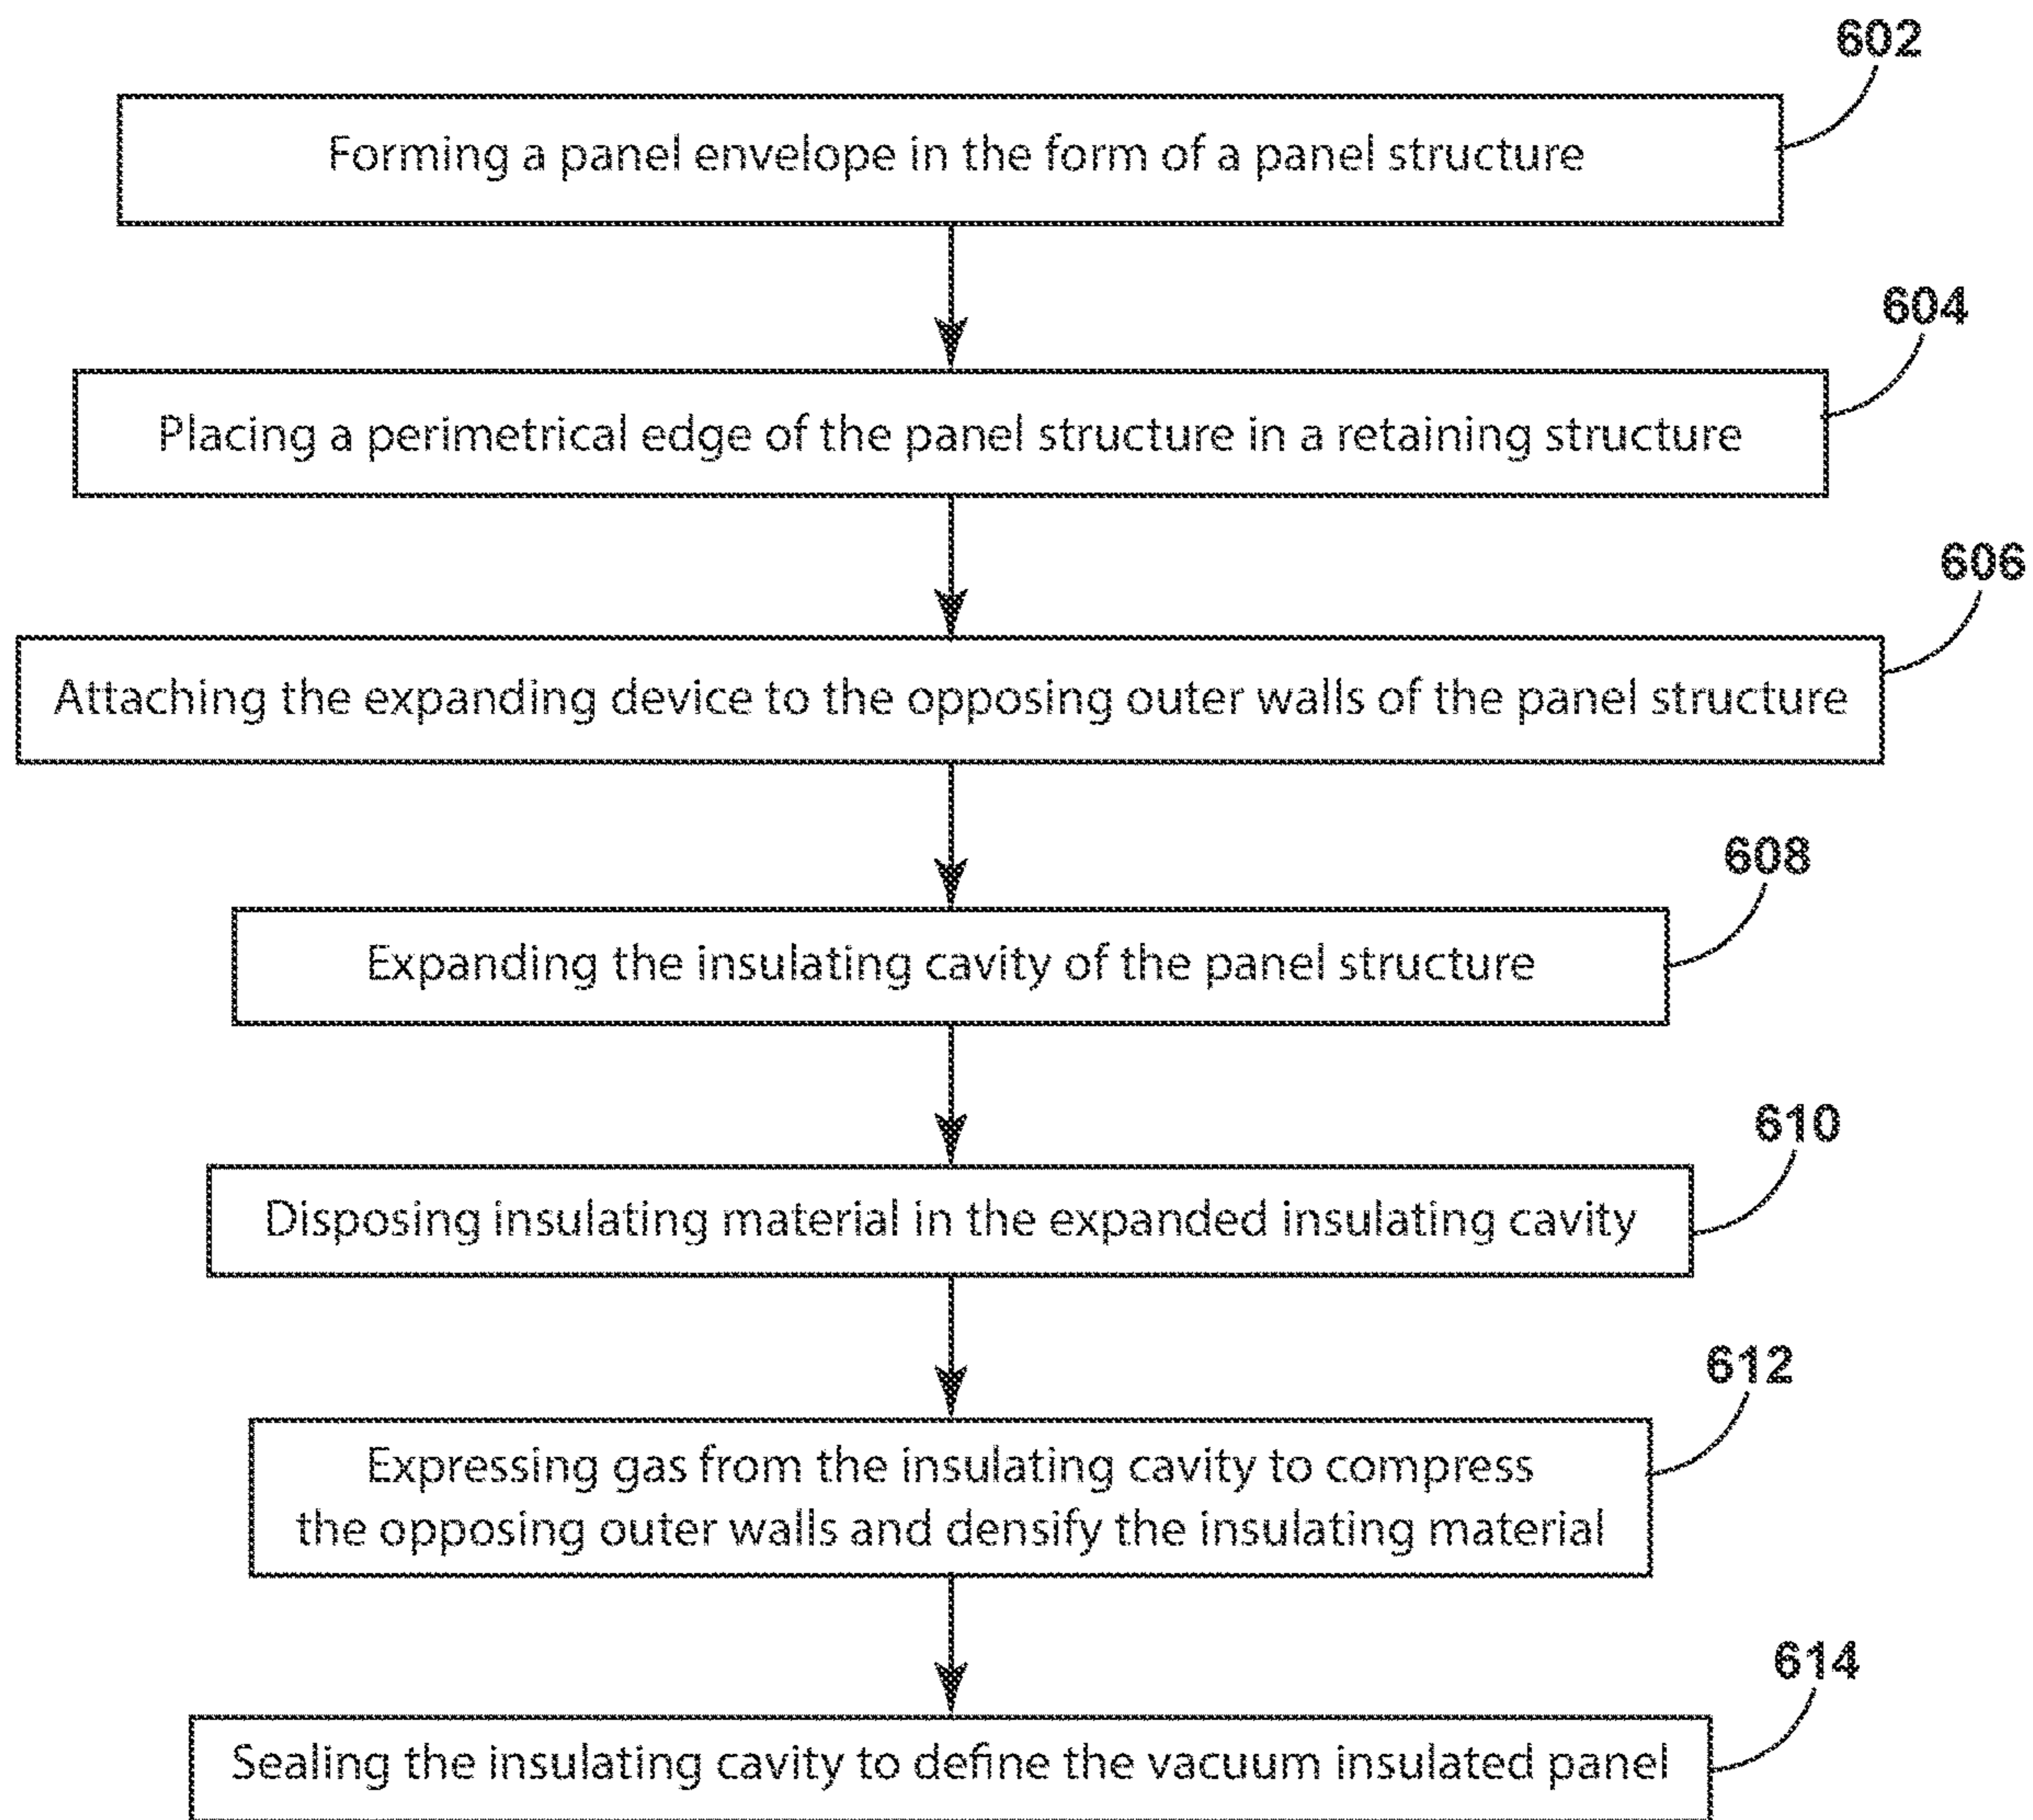 602
Forming a panel envelope in the form of a panel structure
604
Placing a perimetrical edge of the panel structure in a retaining structure
606
Attaching the expanding device to the opposing outer walls of the panel structure
608
Expanding the insulating cavity of the panel structure
610
Disposing insulating material in the expanded insulating cavity
612
Expressing gas from the insulating cavity to compress
the opposing outer walls and densify the insulating material
614
Sealing the insulating cavity to define the vacuum insulated panel